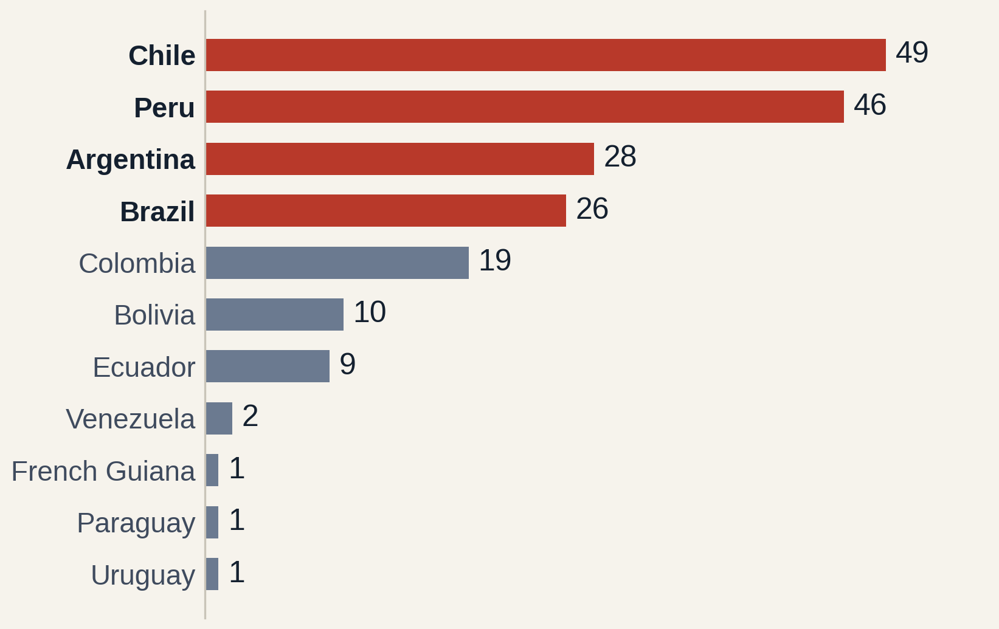 Chile 49
Peru 46
Argentina 28
Brazil 26
Colombia 19
Bolivia 10
Ecuador 9
Venezuela 2
French Guiana 1
Paraguay 1
Uruguay 1